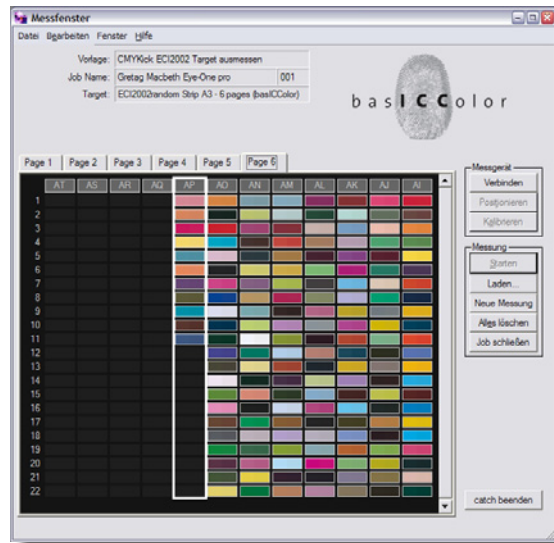 Messfenster
Datei Bearbeiten Fenster Hilfe
Vorlage: CMYKick ECI2002 Target ausmessen
Job Name: Gretag Macbeth Eye-One pro 001
Target: ECI2002random Strip A3 - 6 pages (basICColor)
basICColor
Page 1 Page 2 Page 3 Page 4 Page 5 Page 6
AT AS AR AQ AP AO AN AM AL AK AJ AI
1
2
3
4
5
6
7
8
9
10
11
12
13
14
15
16
17
18
19
20
21
22
Messgerät
Verbinden
Positionieren
Kalibrieren
Messung
Starten
Laden...
Neue Messung
Alles löschen
Job schließen
catch beenden